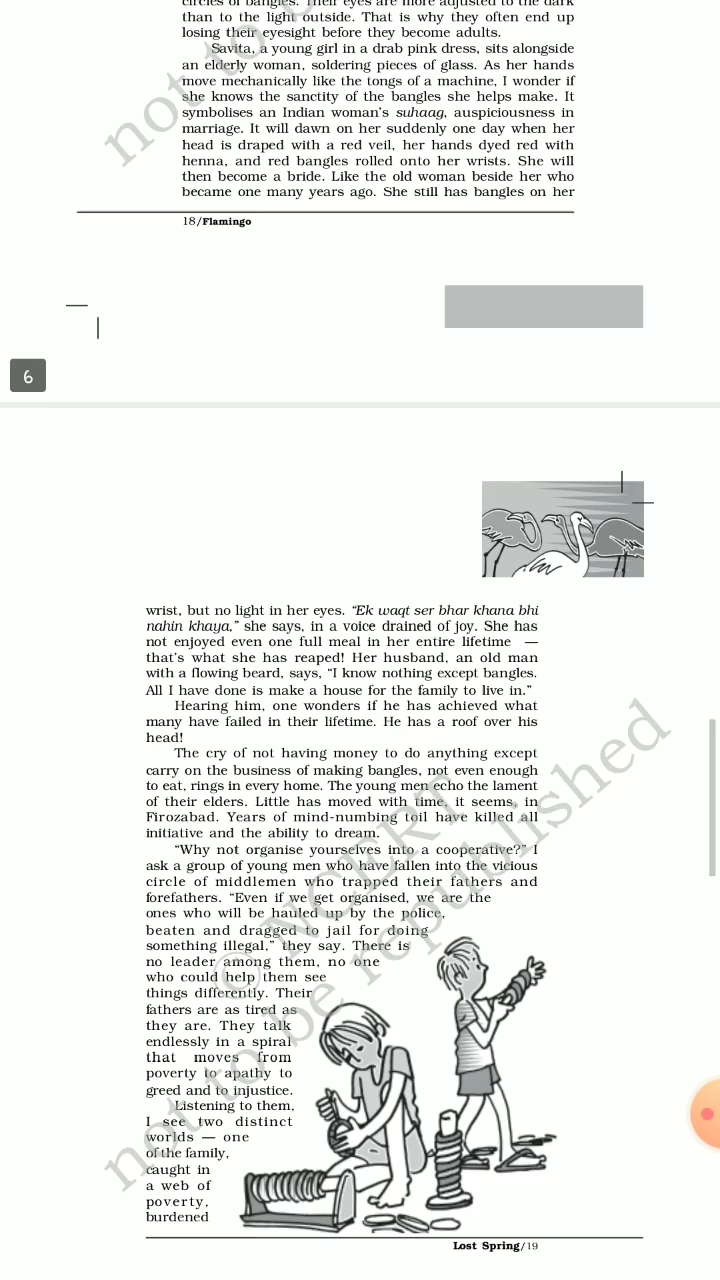 circles of bangles. Their eyes are more adjusted to the dark
than to the light outside. That is why they often end up
losing their eyesight before they become adults.
Savita, a young girl in a drab pink dress, sits alongside
an elderly woman, soldering pieces of glass. As her hands
move mechanically like the tongs of a machine, I wonder if
she knows the sanctity of the bangles she helps make. It
symbolises an Indian woman's suhaag, auspiciousness in
marriage. It will dawn on her suddenly one day when her
head is draped with a red veil, her hands dyed red with
henna, and red bangles rolled onto her wrists. She will
then become a bride. Like the old woman beside her who
became one many years ago. She still has bangles on her
18/Flamingo
6
wrist, but no light in her eyes. “Ek waqt ser bhar khana bhi
nahin khaya,” she says, in a voice drained of joy. She has
not enjoyed even one full meal in her entire lifetime —
that's what she has reaped! Her husband, an old man
with a flowing beard, says, “I know nothing except bangles.
All I have done is make a house for the family to live in.”
Hearing him, one wonders if he has achieved what
many have failed in their lifetime. He has a roof over his
head!
The cry of not having money to do anything except
carry on the business of making bangles, not even enough
to eat, rings in every home. The young men echo the lament
of their elders. Little has moved with time, it seems, in
Firozabad. Years of mind-numbing toil have killed all
initiative and the ability to dream.
“Why not organise yourselves into a cooperative?” I
ask a group of young men who have fallen into the vicious
circle of middlemen who trapped their fathers and
forefathers. “Even if we get organised, we are the
ones who will be hauled up by the police,
beaten and dragged to jail for doing
something illegal,” they say. There is
no leader among them, no one
who could help them see
things differently. Their
fathers are as tired as
they are. They talk
endlessly in a spiral
that moves from
poverty to apathy to
greed and to injustice.
Listening to them,
I see two distinct
worlds — one
of the family,
caught in
a web of
poverty,
burdened
Lost Spring/19
not to b
© NCERT
not to be republished